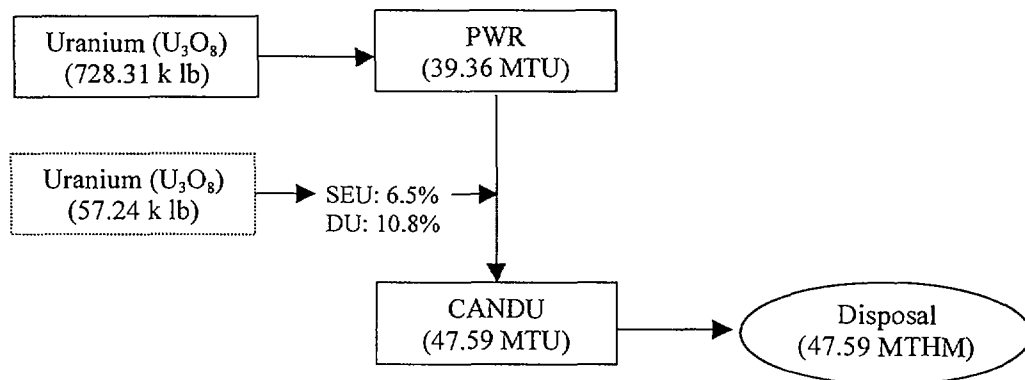 Uranium (U₃O₈)
(728.31 k lb)
PWR
(39.36 MTU)
Uranium (U₃O₈)
(57.24 k lb)
SEU: 6.5%
DU: 10.8%
CANDU
(47.59 MTU)
Disposal
(47.59 MTHM)